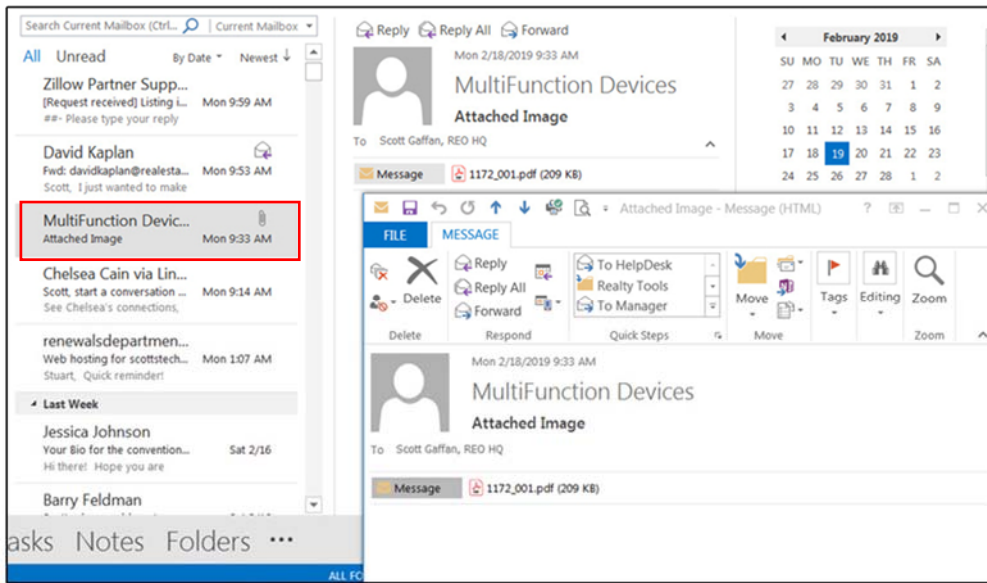 Search Current Mailbox (Ctrl... Current Mailbox
All Unread By Date Newest ↓
Zillow Partner Supp...
[Request received] Listing i... Mon 9:59 AM
##- Please type your reply
David Kaplan
Fwd: davidkaplan@realesta... Mon 9:53 AM
Scott, I just wanted to make
MultiFunction Devic...
Attached Image Mon 9:33 AM
Chelsea Cain via Lin...
Scott, start a conversation ... Mon 9:14 AM
See Chelsea's connections,
renewalsdepartmen...
Web hosting for scottstech... Mon 1:07 AM
Stuart, Quick reminder!
Last Week
Jessica Johnson
Your Bio for the convention... Sat 2/16
Hi there! Hope you are
Barry Feldman
asks Notes Folders •••
ALL FO
Reply Reply All Forward
Mon 2/18/2019 9:33 AM
MultiFunction Devices
Attached Image
To Scott Gaffan, REO HQ
Message 1172_001.pdf (209 KB)
February 2019
SU MO TU WE TH FR SA
27 28 29 30 31 1 2
3 4 5 6 7 8 9
10 11 12 13 14 15 16
17 18 19 20 21 22 23
24 25 26 27 28 1 2
Attached Image - Message (HTML) ?
FILE MESSAGE
Delete
Reply
Reply All
Forward
To HelpDesk
Realty Tools
To Manager
Move
Tags
Editing
Zoom
Delete Respond Quick Steps Move Zoom
Mon 2/18/2019 9:33 AM
MultiFunction Devices
Attached Image
To Scott Gaffan, REO HQ
Message 1172_001.pdf (209 KB)